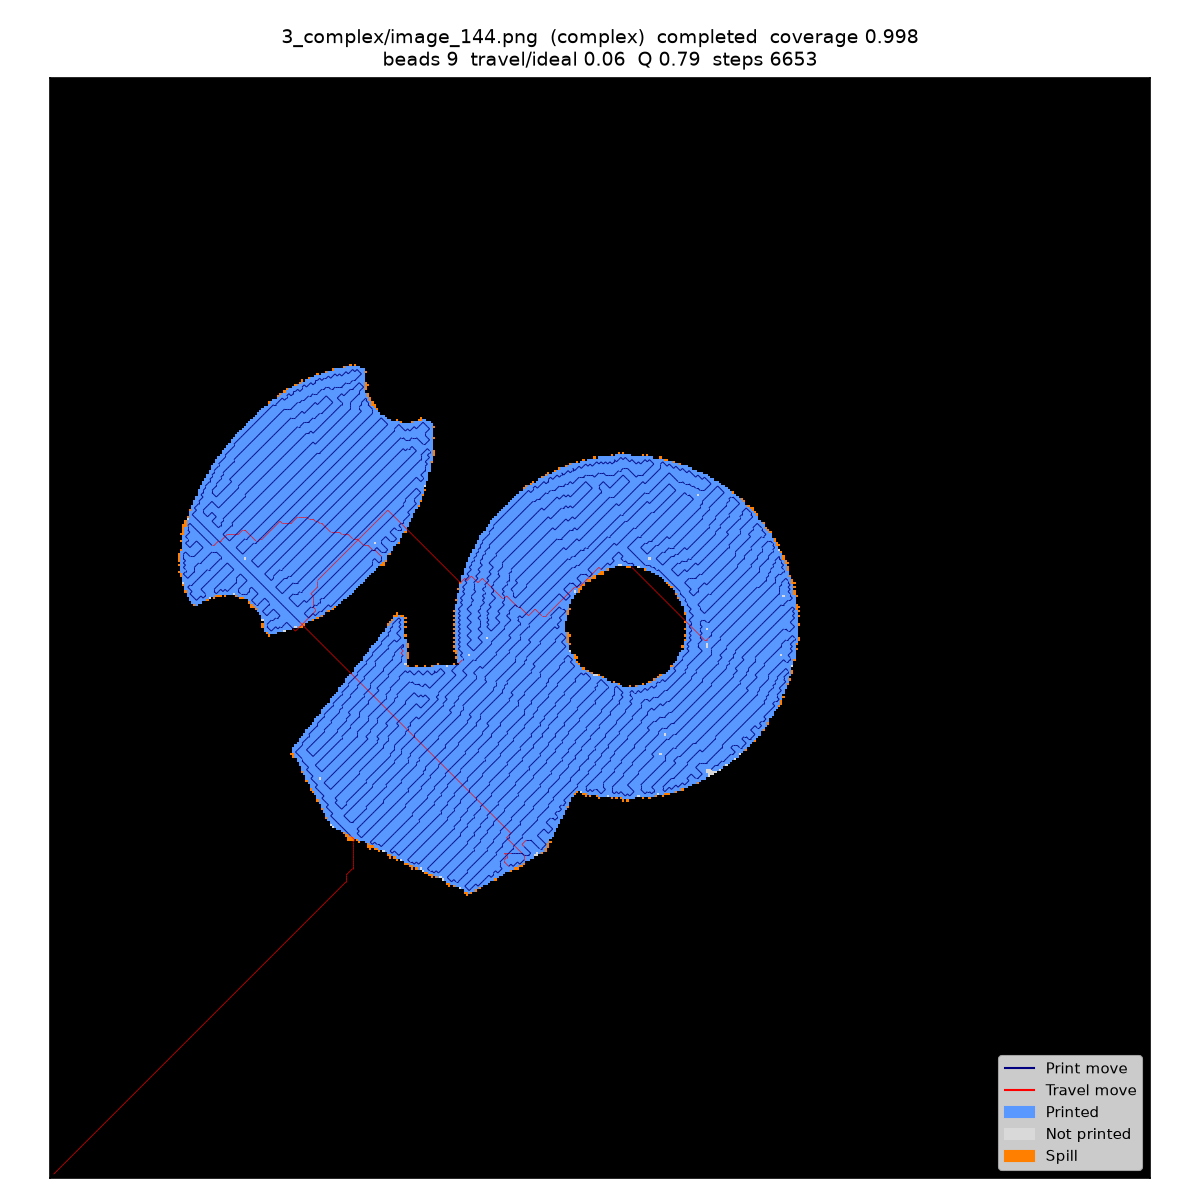 3_complex/image_144.png  (complex)  completed  coverage 0.998
beads 9  travel/ideal 0.06  Q 0.79  steps 6653
Print move
Travel move
Printed
Not printed
Spill